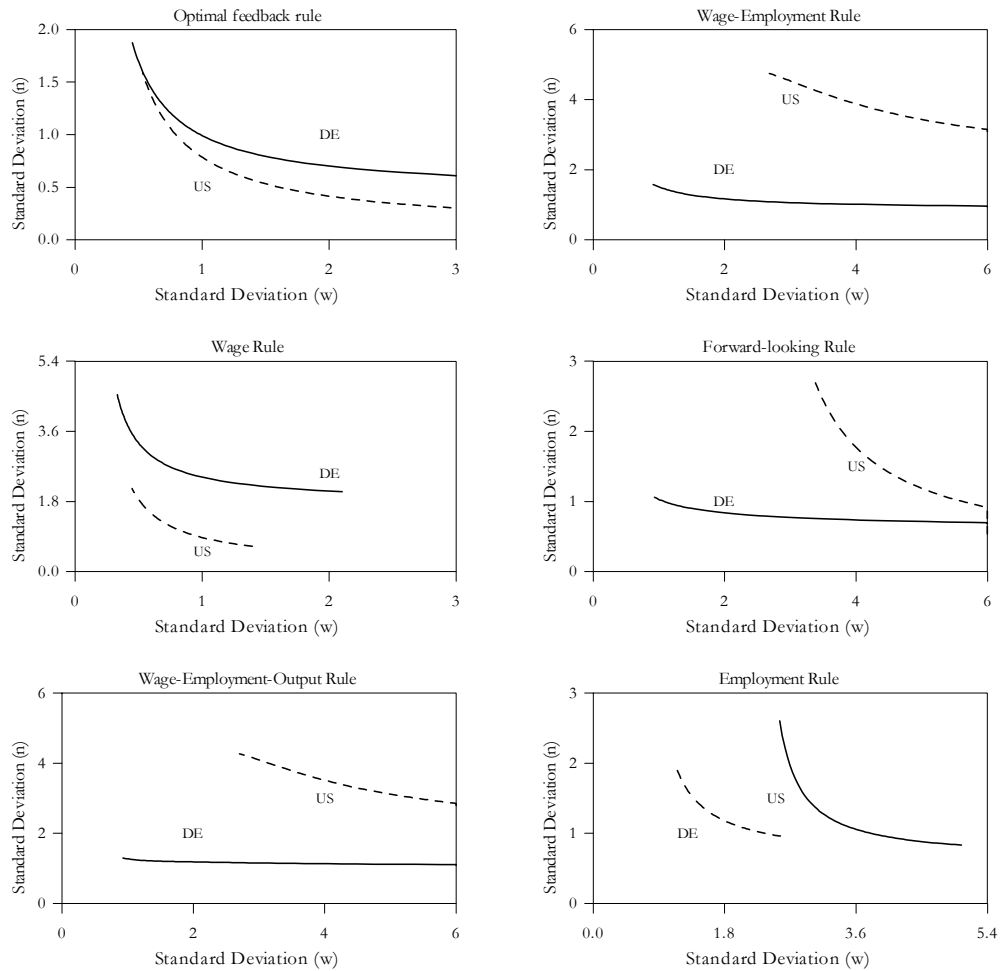 Optimal feedback rule
Standard Deviation (n)
2.0
1.5
1.0
0.5
0.0
DE
US
0 1 2 3
Standard Deviation (w)
Wage-Employment Rule
Standard Deviation (n)
6
4
2
0
US
DE
0 2 4 6
Standard Deviation (w)
Wage Rule
Standard Deviation (n)
5.4
3.6
1.8
0.0
DE
US
0 1 2 3
Standard Deviation (w)
Forward-looking Rule
Standard Deviation (n)
3
2
1
0
US
DE
0 2 4 6
Standard Deviation (w)
Wage-Employment-Output Rule
Standard Deviation (n)
6
4
2
0
US
DE
0 2 4 6
Standard Deviation (w)
Employment Rule
Standard Deviation (n)
3
2
1
0
US
DE
0.0 1.8 3.6 5.4
Standard Deviation (w)